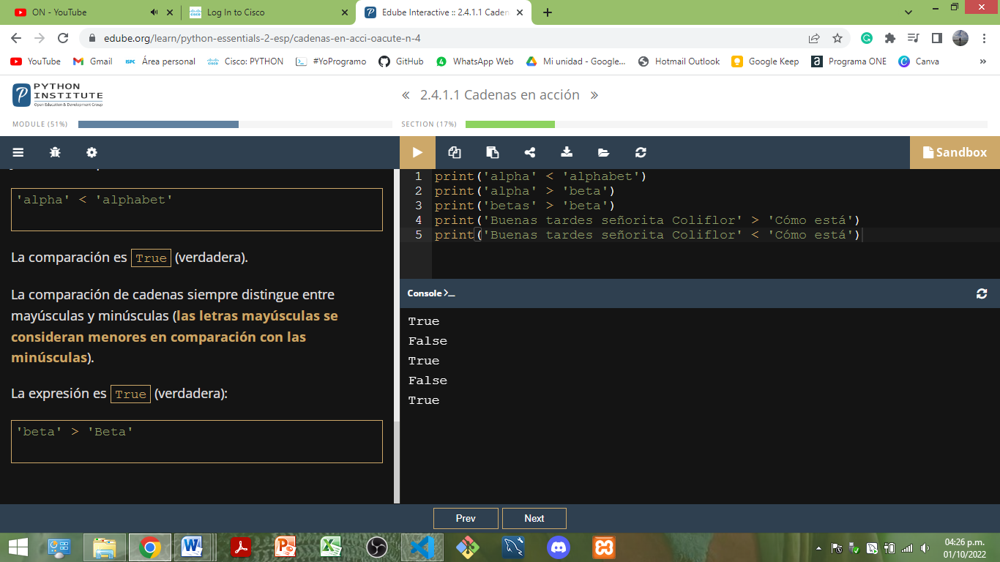 ON - YouTube
Log In to Cisco
Edube Interactive :: 2.4.1.1 Caden
edube.org/learn/python-essentials-2-esp/cadenas-en-acci-oacute-n-4
YouTube Gmail Área personal Cisco: PYTHON #YoProgramo GitHub WhatsApp Web Mi unidad - Google... Hotmail Outlook Google Keep Programa ONE Canva »
PYTHON
INSTITUTE
Open Education & Development Group
« 2.4.1.1 Cadenas en acción »
MODULE (51%)
SECTION (17%)
Sandbox
'alpha' < 'alphabet'
La comparación es True (verdadera).
La comparación de cadenas siempre distingue entre
mayúsculas y minúsculas (las letras mayúsculas se
consideran menores en comparación con las
minúsculas).
La expresión es True (verdadera):
'beta' > 'Beta'
1 print('alpha' < 'alphabet')
2 print('alpha' > 'beta')
3 print('betas' > 'beta')
4 print('Buenas tardes señorita Coliflor' > 'Cómo está')
5 print('Buenas tardes señorita Coliflor' < 'Cómo está')
Console >_
True
False
True
False
True
Prev
Next
04:26 p.m.
01/10/2022